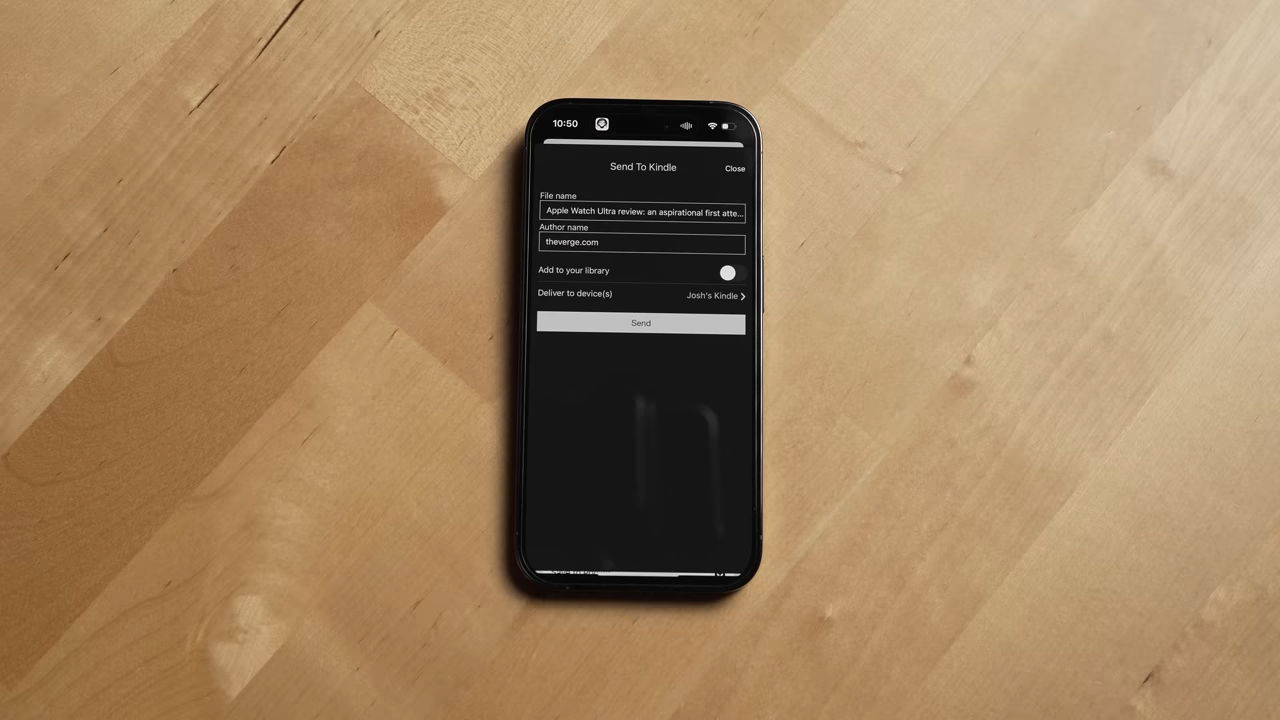 10:50
Send To Kindle
Close
File name
Apple Watch Ultra review: an aspirational first atte...
Author name
theverge.com
Add to your library
Deliver to device(s)
Josh's Kindle
Send